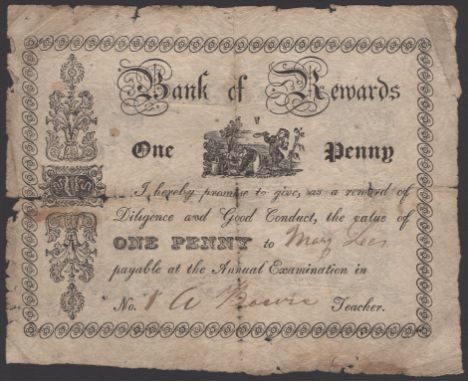 Bank of Rewards
One Penny
I hereby promise to give, as a reward of
Diligence and Good Conduct, the value of
ONE PENNY to May Lees
payable at the Annual Examination in
No. 1 A Bowie Teacher.